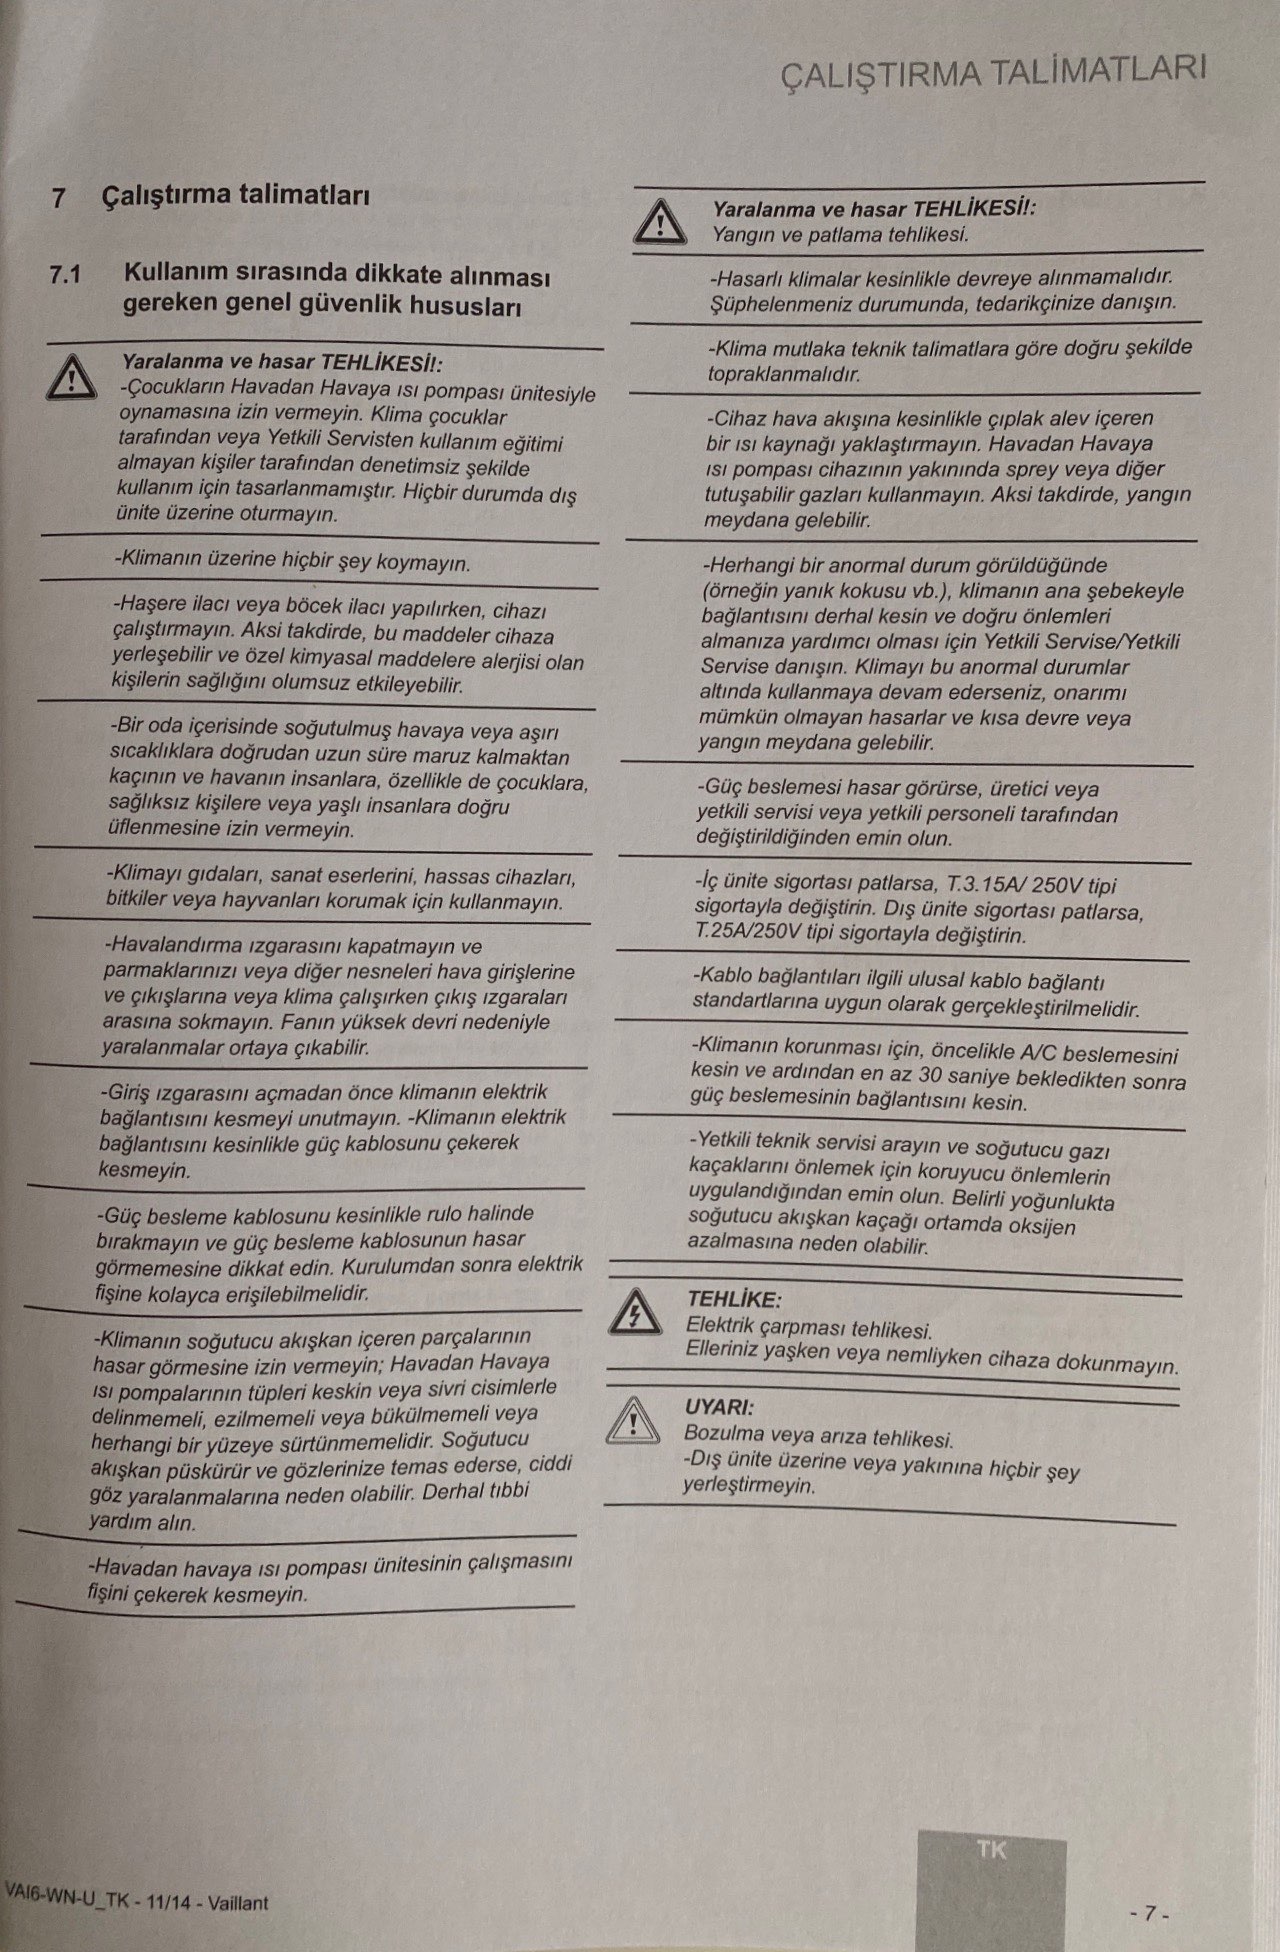 ÇALIŞTIRMA TALİMATLARI
7 Çalıştırma talimatları
7.1 Kullanım sırasında dikkate alınması
gereken genel güvenlik hususları
Yaralanma ve hasar TEHLİKESİ!:
-Çocukların Havadan Havaya ısı pompası ünitesiyle
oynamasına izin vermeyin. Klima çocuklar
tarafından veya Yetkili Servisten kullanım eğitimi
almayan kişiler tarafından denetimsiz şekilde
kullanım için tasarlanmamıştır. Hiçbir durumda dış
ünite üzerine oturmayın.
-Klimanın üzerine hiçbir şey koymayın.
-Haşere ilacı veya böcek ilacı yapılırken, cihazı
çalıştırmayın. Aksi takdirde, bu maddeler cihaza
yerleşebilir ve özel kimyasal maddelere alerjisi olan
kişilerin sağlığını olumsuz etkileyebilir.
-Bir oda içerisinde soğutulmuş havaya veya aşırı
sıcaklıklara doğrudan uzun süre maruz kalmaktan
kaçının ve havanın insanlara, özellikle de çocuklara,
sağlıksız kişilere veya yaşlı insanlara doğru
üflenmesine izin vermeyin.
-Klimayı gıdaları, sanat eserlerini, hassas cihazları,
bitkiler veya hayvanları korumak için kullanmayın.
-Havalandırma ızgarasını kapatmayın ve
parmaklarınızı veya diğer nesneleri hava girişlerine
ve çıkışlarına veya klima çalışırken çıkış ızgaraları
arasına sokmayın. Fanın yüksek devri nedeniyle
yaralanmalar ortaya çıkabilir.
-Giriş ızgarasını açmadan önce klimanın elektrik
bağlantısını kesmeyi unutmayın. -Klimanın elektrik
bağlantısını kesinlikle güç kablosunu çekerek
kesmeyin.
-Güç besleme kablosunu kesinlikle rulo halinde
bırakmayın ve güç besleme kablosunun hasar
görmemesine dikkat edin. Kurulumdan sonra elektrik
fişine kolayca erişilebilmelidir.
-Klimanın soğutucu akışkan içeren parçalarının
hasar görmesine izin vermeyin; Havadan Havaya
ısı pompalarının tüpleri keskin veya sivri cisimlerle
delinmemeli, ezilmemeli veya bükülmemeli veya
herhangi bir yüzeye sürtünmemelidir. Soğutucu
akışkan püskürür ve gözlerinize temas ederse, ciddi
göz yaralanmalarına neden olabilir. Derhal tıbbi
yardım alın.
-Havadan havaya ısı pompası ünitesinin çalışmasını
fişini çekerek kesmeyin.
Yaralanma ve hasar TEHLİKESİ!:
Yangın ve patlama tehlikesi.
-Hasarlı klimalar kesinlikle devreye alınmamalıdır.
Şüphelenmeniz durumunda, tedarikçinize danışın.
-Klima mutlaka teknik talimatlara göre doğru şekilde
topraklanmalıdır.
-Cihaz hava akışına kesinlikle çıplak alev içeren
bir ısı kaynağı yaklaştırmayın. Havadan Havaya
ısı pompası cihazının yakınında sprey veya diğer
tutuşabilir gazları kullanmayın. Aksi takdirde, yangın
meydana gelebilir.
-Herhangi bir anormal durum görüldüğünde
(örneğin yanık kokusu vb.), klimanın ana şebekeyle
bağlantısını derhal kesin ve doğru önlemleri
almanıza yardımcı olması için Yetkili Servise/Yetkili
Servise danışın. Klimayı bu anormal durumlar
altında kullanmaya devam ederseniz, onarımı
mümkün olmayan hasarlar ve kısa devre veya
yangın meydana gelebilir.
-Güç beslemesi hasar görürse, üretici veya
yetkili servisi veya yetkili personeli tarafından
değiştirildiğinden emin olun.
-İç ünite sigortası patlarsa, T.3.15A/ 250V tipi
sigortayla değiştirin. Dış ünite sigortası patlarsa,
T.25A/250V tipi sigortayla değiştirin.
-Kablo bağlantıları ilgili ulusal kablo bağlantı
standartlarına uygun olarak gerçekleştirilmelidir.
-Klimanın korunması için, öncelikle A/C beslemesini
kesin ve ardından en az 30 saniye bekledikten sonra
güç beslemesinin bağlantısını kesin.
-Yetkili teknik servisi arayın ve soğutucu gazı
kaçaklarını önlemek için koruyucu önlemlerin
uygulandığından emin olun. Belirli yoğunlukta
soğutucu akışkan kaçağı ortamda oksijen
azalmasına neden olabilir.
TEHLİKE:
Elektrik çarpması tehlikesi.
Elleriniz yaşken veya nemliyken cihaza dokunmayın.
UYARI:
Bozulma veya arıza tehlikesi.
-Dış ünite üzerine veya yakınına hiçbir şey
yerleştirmeyin.
TK
VAI6-WN-U_TK - 11/14 - Vaillant
- 7 -